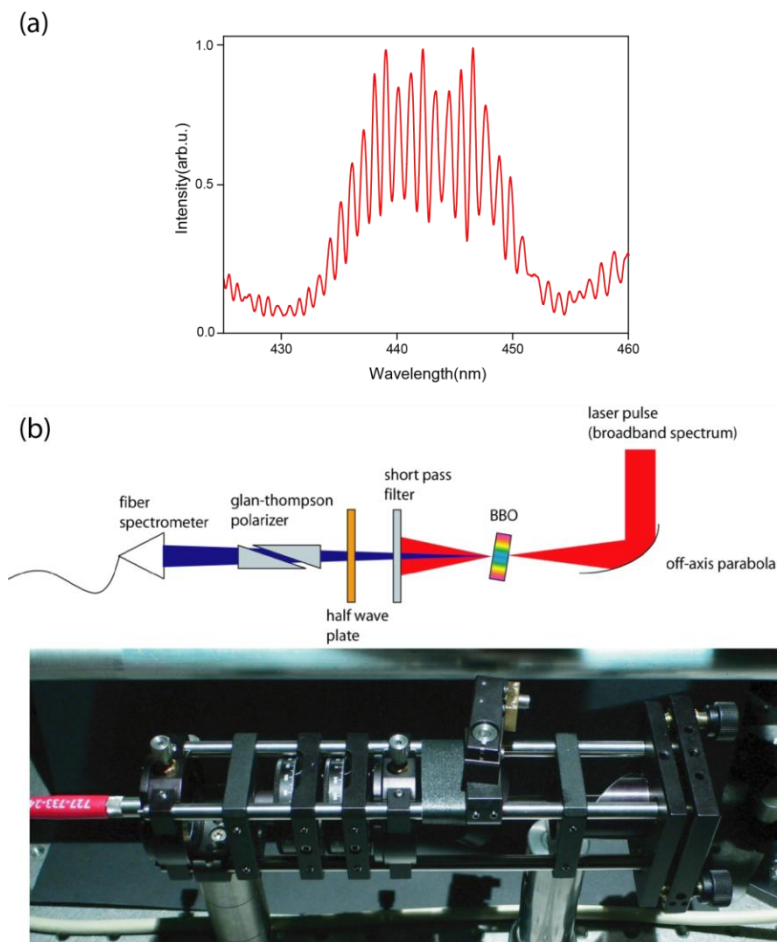 (a)
1.0
Intensity(arb.u.)
0.5
0.0
430
440
450
460
Wavelength(nm)
(b)
laser pulse
(broadband spectrum)
short pass
filter
glan-thompson
polarizer
BBO
fiber
spectrometer
off-axis parabola
half wave
plate